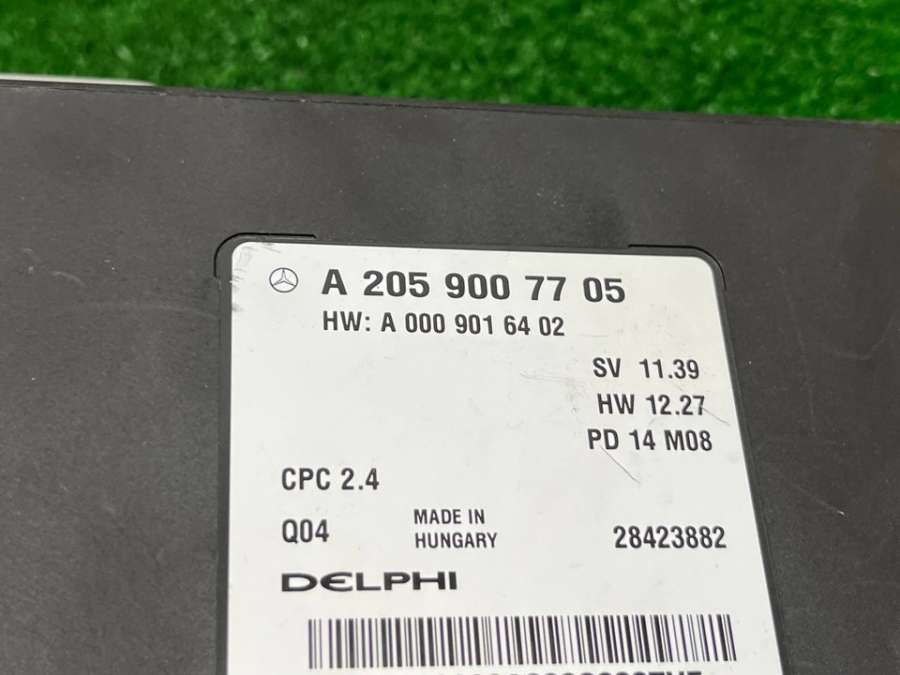 A 205 900 77 05
HW: A 000 901 64 02
SV 11.39
HW 12.27
PD 14 M08
CPC 2.4
Q04
MADE IN
HUNGARY
28423882
DELPHI